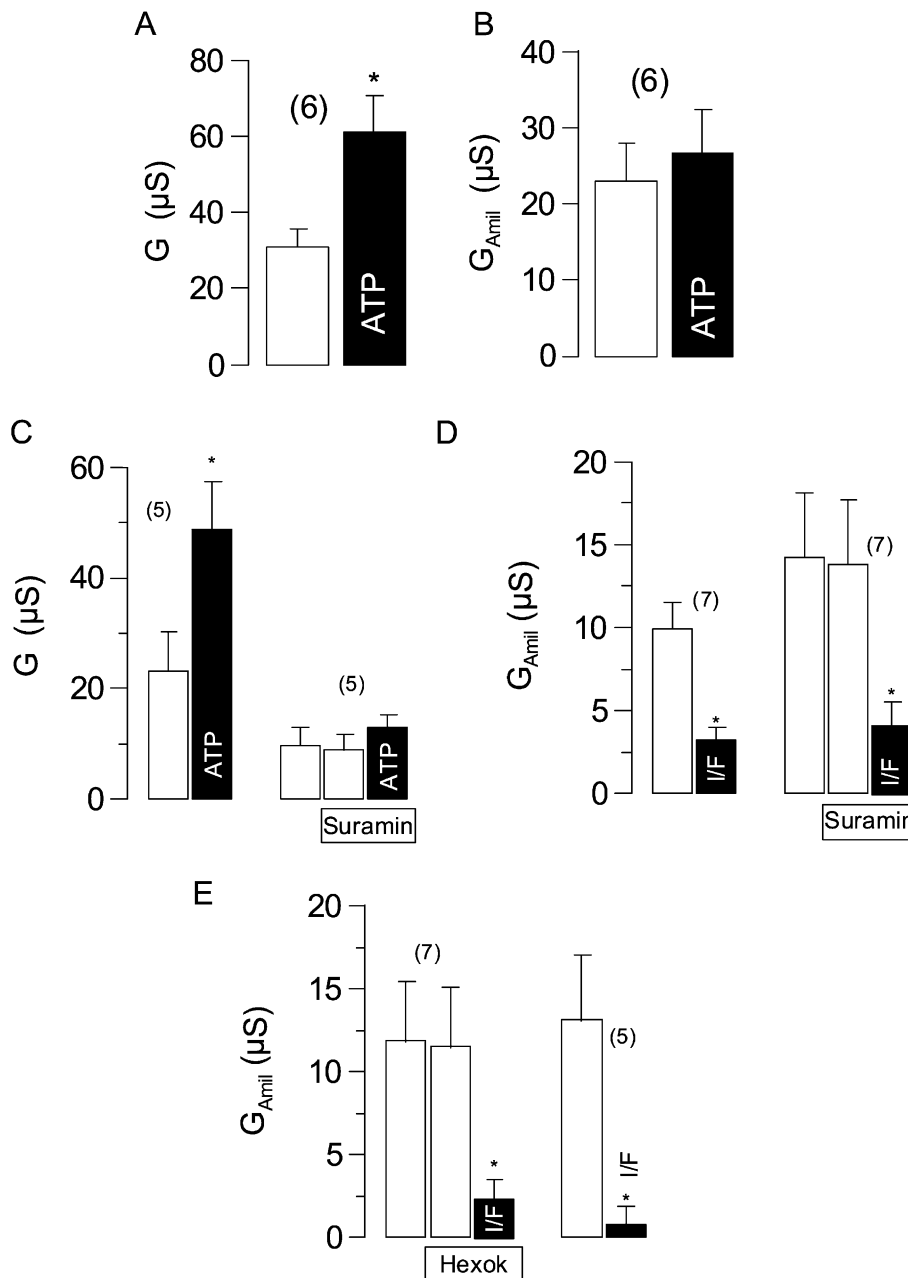 A
G (µS)
80
60
40
20
0
(6)
*
ATP
B
G_Amil (µS)
40
30
20
10
0
(6)
ATP
C
G (µS)
60
40
20
0
(5)
*
ATP
(5)
ATP
Suramin
D
G_Amil (µS)
20
15
10
5
0
(7)
*
I/F
(7)
*
I/F
Suramin
E
G_Amil (µS)
20
15
10
5
0
(7)
*
I/F
Hexok
(5)
I/F
*